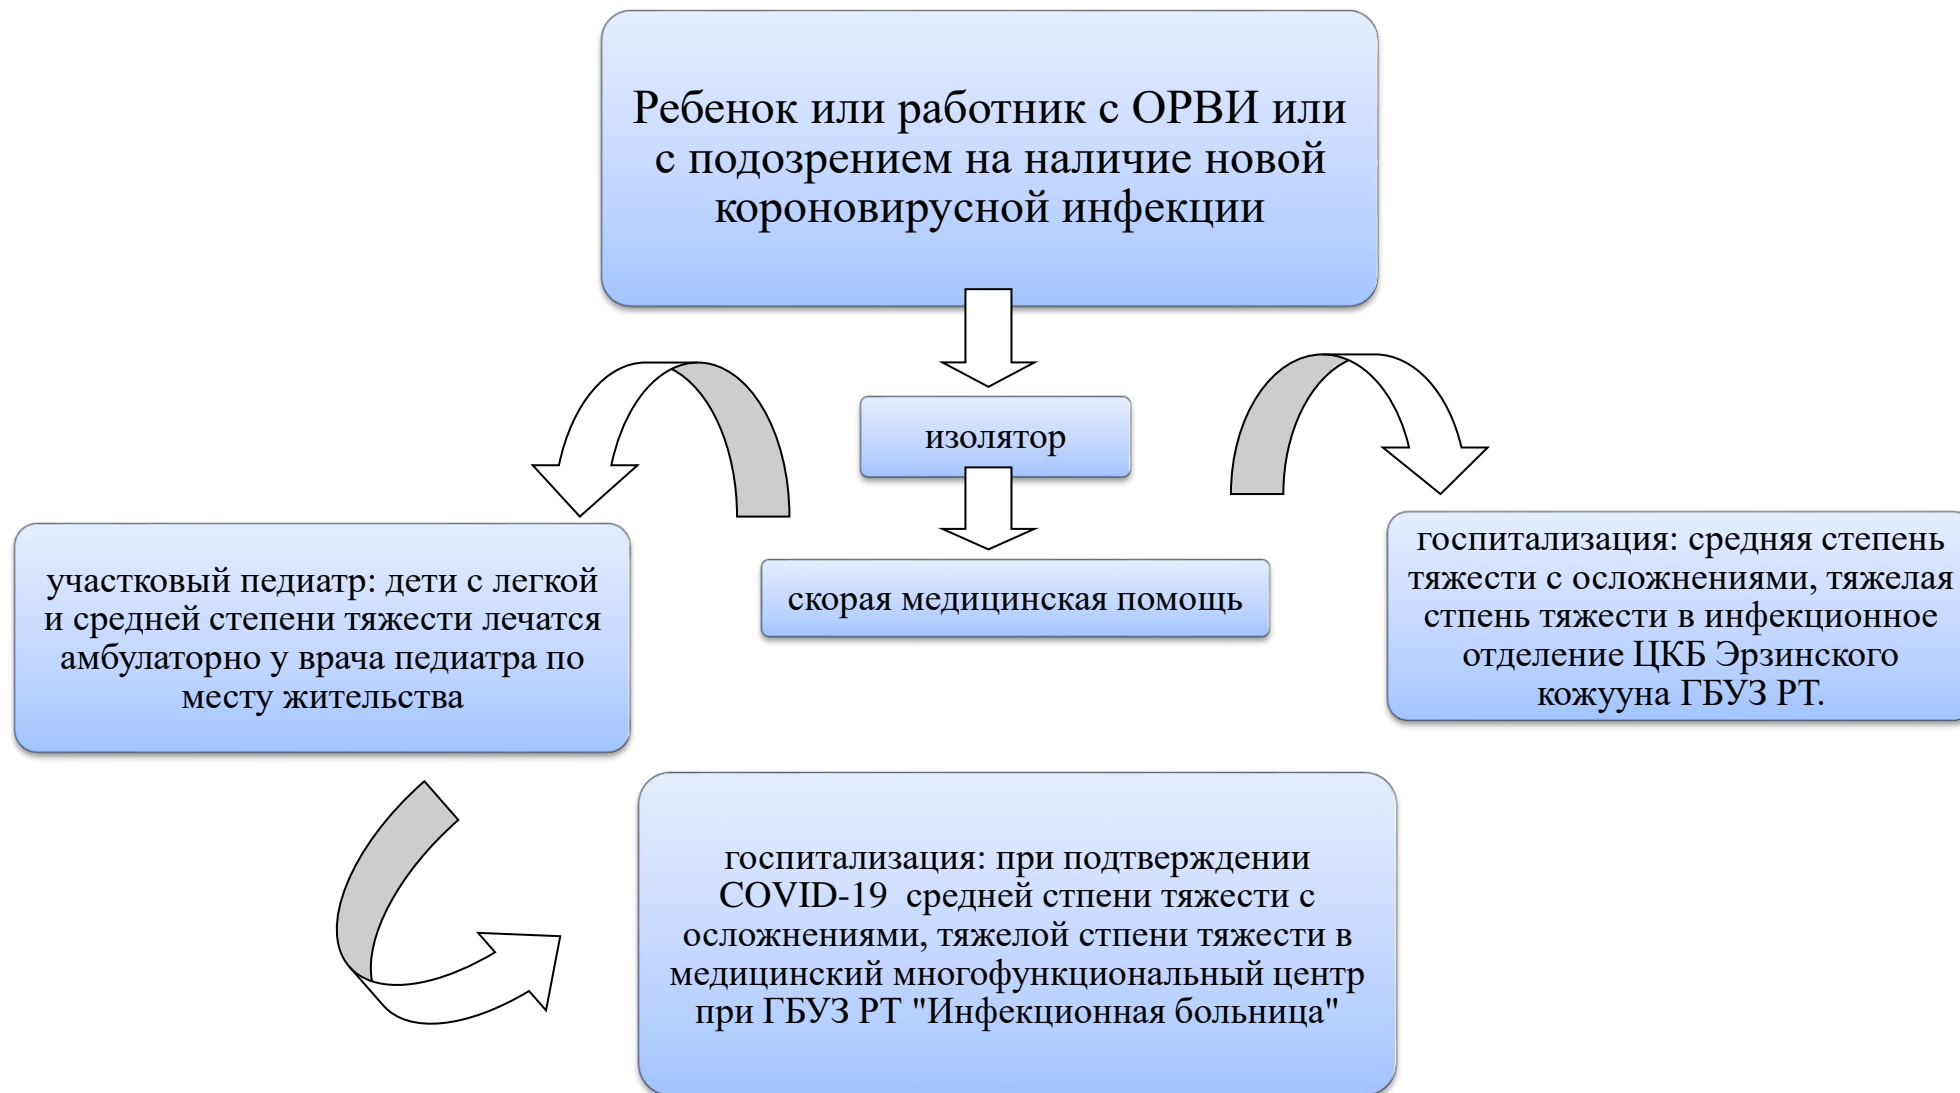 Ребенок или работник с ОРВИ или
с подозрением на наличие новой
короновирусной инфекции
изолятор
скорая медицинская помощь
участковый педиатр: дети с легкой
и средней степени тяжести лечатся
амбулаторно у врача педиатра по
месту жительства
госпитализация: средняя степень
тяжести с осложнениями, тяжелая
стпень тяжести в инфекционное
отделение ЦКБ Эрзинского
кожууна ГБУЗ РТ.
госпитализация: при подтверждении
COVID-19 средней стпени тяжести с
осложнениями, тяжелой стпени тяжести в
медицинский многофункциональный центр
при ГБУЗ РТ "Инфекционная больница"